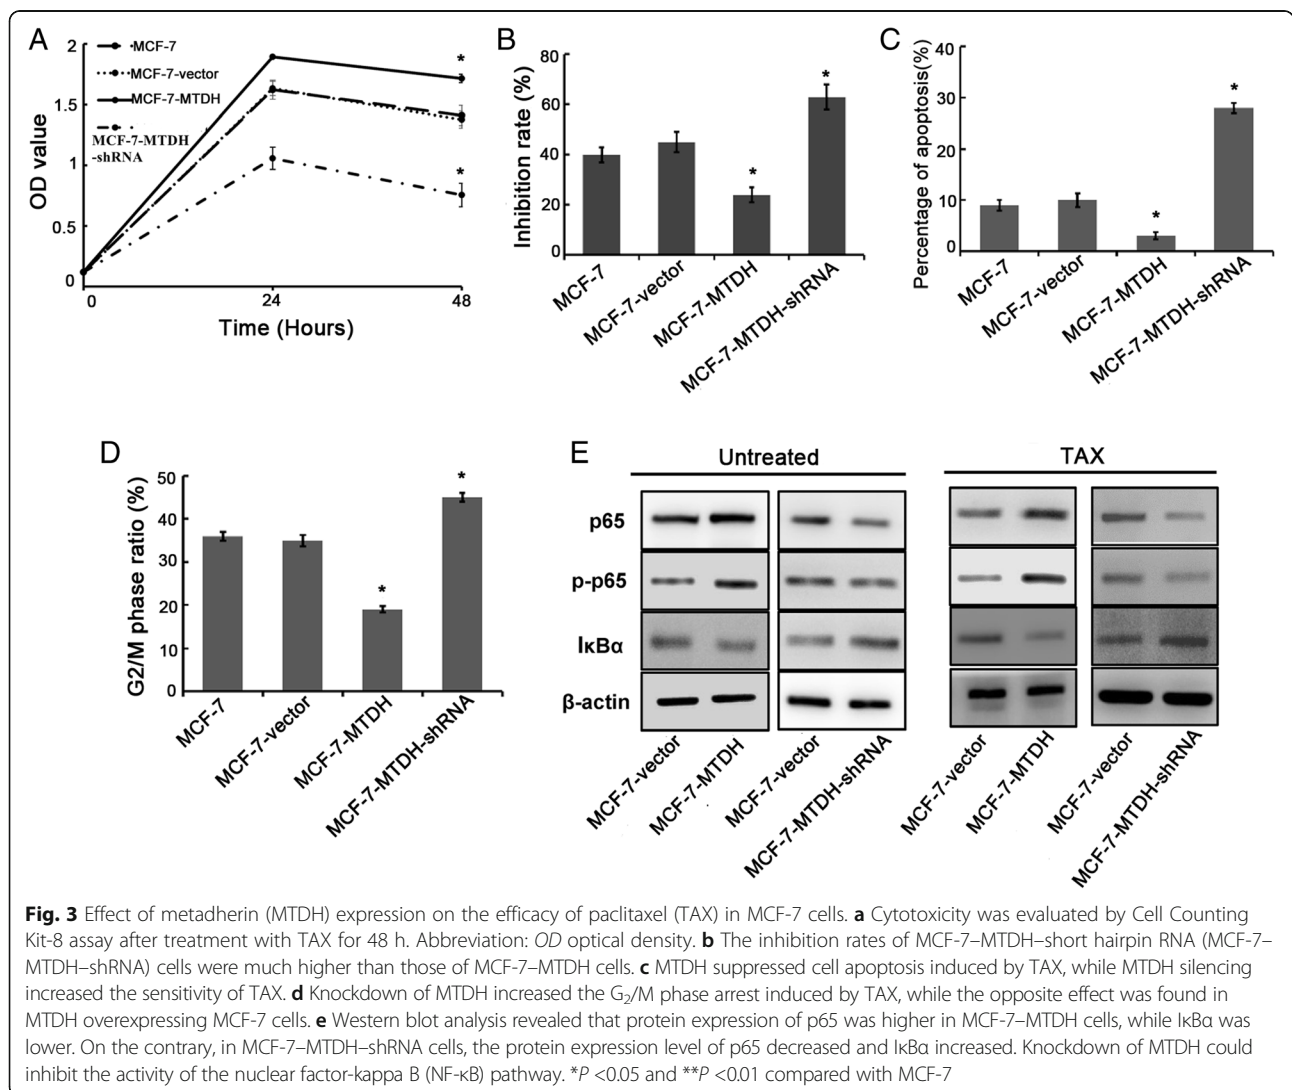 A
MCF-7
MCF-7-vector
MCF-7-MTDH
MCF-7-MTDH
-shRNA
2
1.5
1
0.5
0
OD value
0
24
48
Time (Hours)
*
*
B
80
60
40
20
0
Inhibition rate (%)
*
*
MCF-7
MCF-7-vector
MCF-7-MTDH
MCF-7-MTDH-shRNA
C
40
30
20
10
0
Percentage of apoptosis(%)
*
*
MCF-7
MCF-7-vector
MCF-7-MTDH
MCF-7-MTDH-shRNA
D
50
40
30
20
10
0
G2/M phase ratio (%)
*
*
MCF-7
MCF-7-vector
MCF-7-MTDH
MCF-7-MTDH-shRNA
E
Untreated
TAX
p65
p-p65
IκBα
β-actin
MCF-7-vector
MCF-7-MTDH
MCF-7-vector
MCF-7-MTDH-shRNA
MCF-7-vector
MCF-7-MTDH
MCF-7-vector
MCF-7-MTDH-shRNA
Fig. 3 Effect of metadherin (MTDH) expression on the efficacy of paclitaxel (TAX) in MCF-7 cells. a Cytotoxicity was evaluated by Cell Counting
Kit-8 assay after treatment with TAX for 48 h. Abbreviation: OD optical density. b The inhibition rates of MCF-7–MTDH–short hairpin RNA (MCF-7–
MTDH–shRNA) cells were much higher than those of MCF-7–MTDH cells. c MTDH suppressed cell apoptosis induced by TAX, while MTDH silencing
increased the sensitivity of TAX. d Knockdown of MTDH increased the G₂/M phase arrest induced by TAX, while the opposite effect was found in
MTDH overexpressing MCF-7 cells. e Western blot analysis revealed that protein expression of p65 was higher in MCF-7–MTDH cells, while IκBα was
lower. On the contrary, in MCF-7–MTDH–shRNA cells, the protein expression level of p65 decreased and IκBα increased. Knockdown of MTDH could
inhibit the activity of the nuclear factor-kappa B (NF-κB) pathway. *P <0.05 and **P <0.01 compared with MCF-7